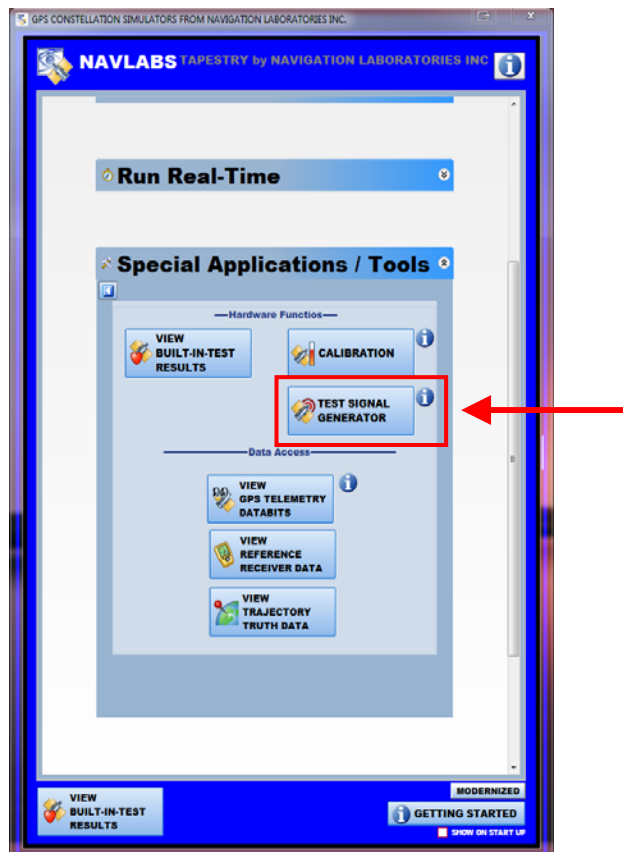 GPS CONSTELLATION SIMULATORS FROM NAVIGATION LABORATORIES INC.
NAVLABS TAPESTRY by NAVIGATION LABORATORIES INC
Run Real-Time
Special Applications / Tools
Hardware Functios
VIEW
BUILT-IN-TEST
RESULTS
CALIBRATION
TEST SIGNAL
GENERATOR
Data Access
VIEW
GPS TELEMETRY
DATABITS
VIEW
REFERENCE
RECEIVER DATA
VIEW
TRAJECTORY
TRUTH DATA
VIEW
BUILT-IN-TEST
RESULTS
MODERNIZED
GETTING STARTED
SHOW ON START UP